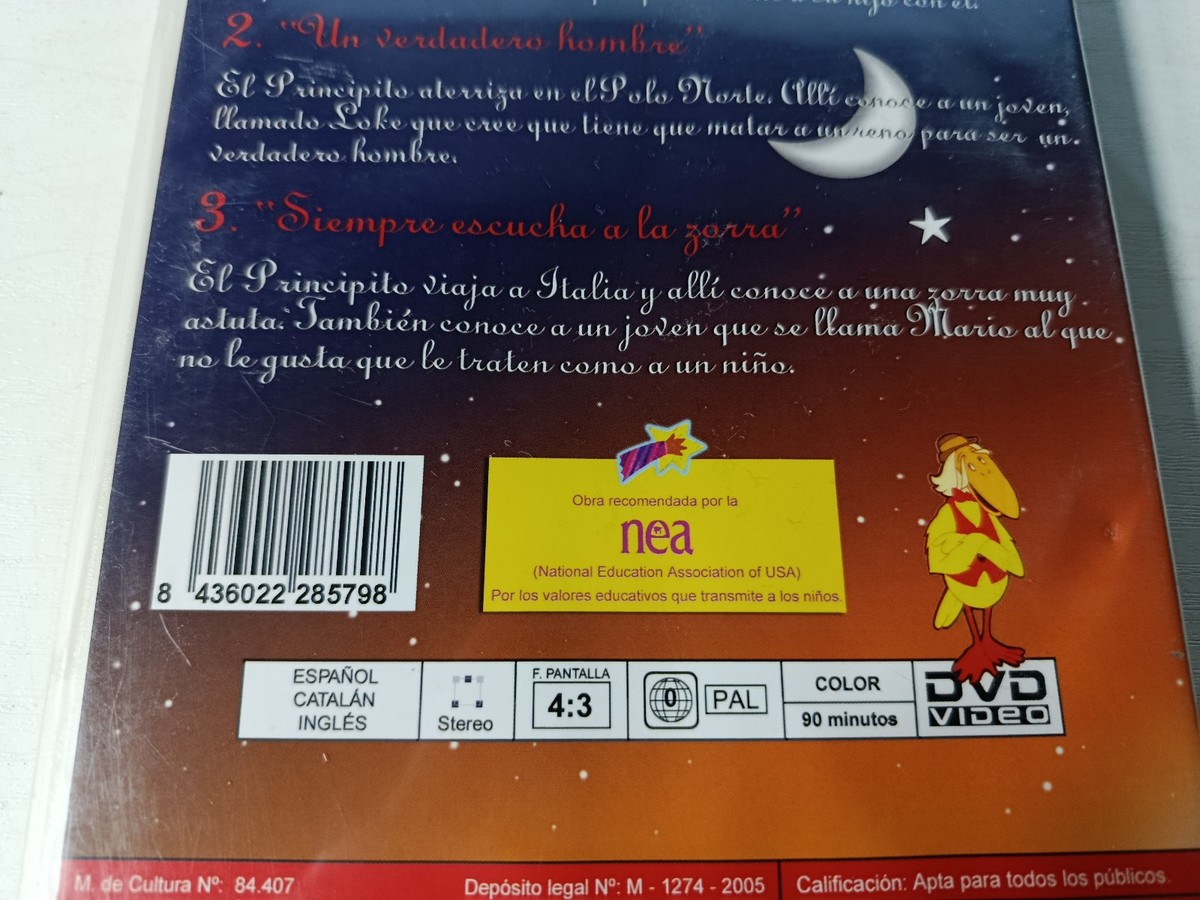 a su hijo con él.
2. "Un verdadero hombre"
El Principito aterriza en el Polo Norte. Allí conoce a un joven,
llamado Loke que cree que tiene que matar a un reno para ser un
verdadero hombre.
3. "Siempre escucha a la zorra"
El Principito viaja a Italia y allí conoce a una zorra muy
astuta. También conoce a un joven que se llama Mario al que
no le gusta que le traten como a un niño.
8 436022 285798
Obra recomendada por la
nea
(National Education Association of USA)
Por los valores educativos que transmite a los niños.
ESPAÑOL
CATALÁN
INGLÉS
Stereo
F. PANTALLA
4:3
0
PAL
COLOR
90 minutos
DVD
VIDEO
M. de Cultura Nº: 84.407
Depósito legal Nº: M - 1274 - 2005
Calificación: Apta para todos los públicos.